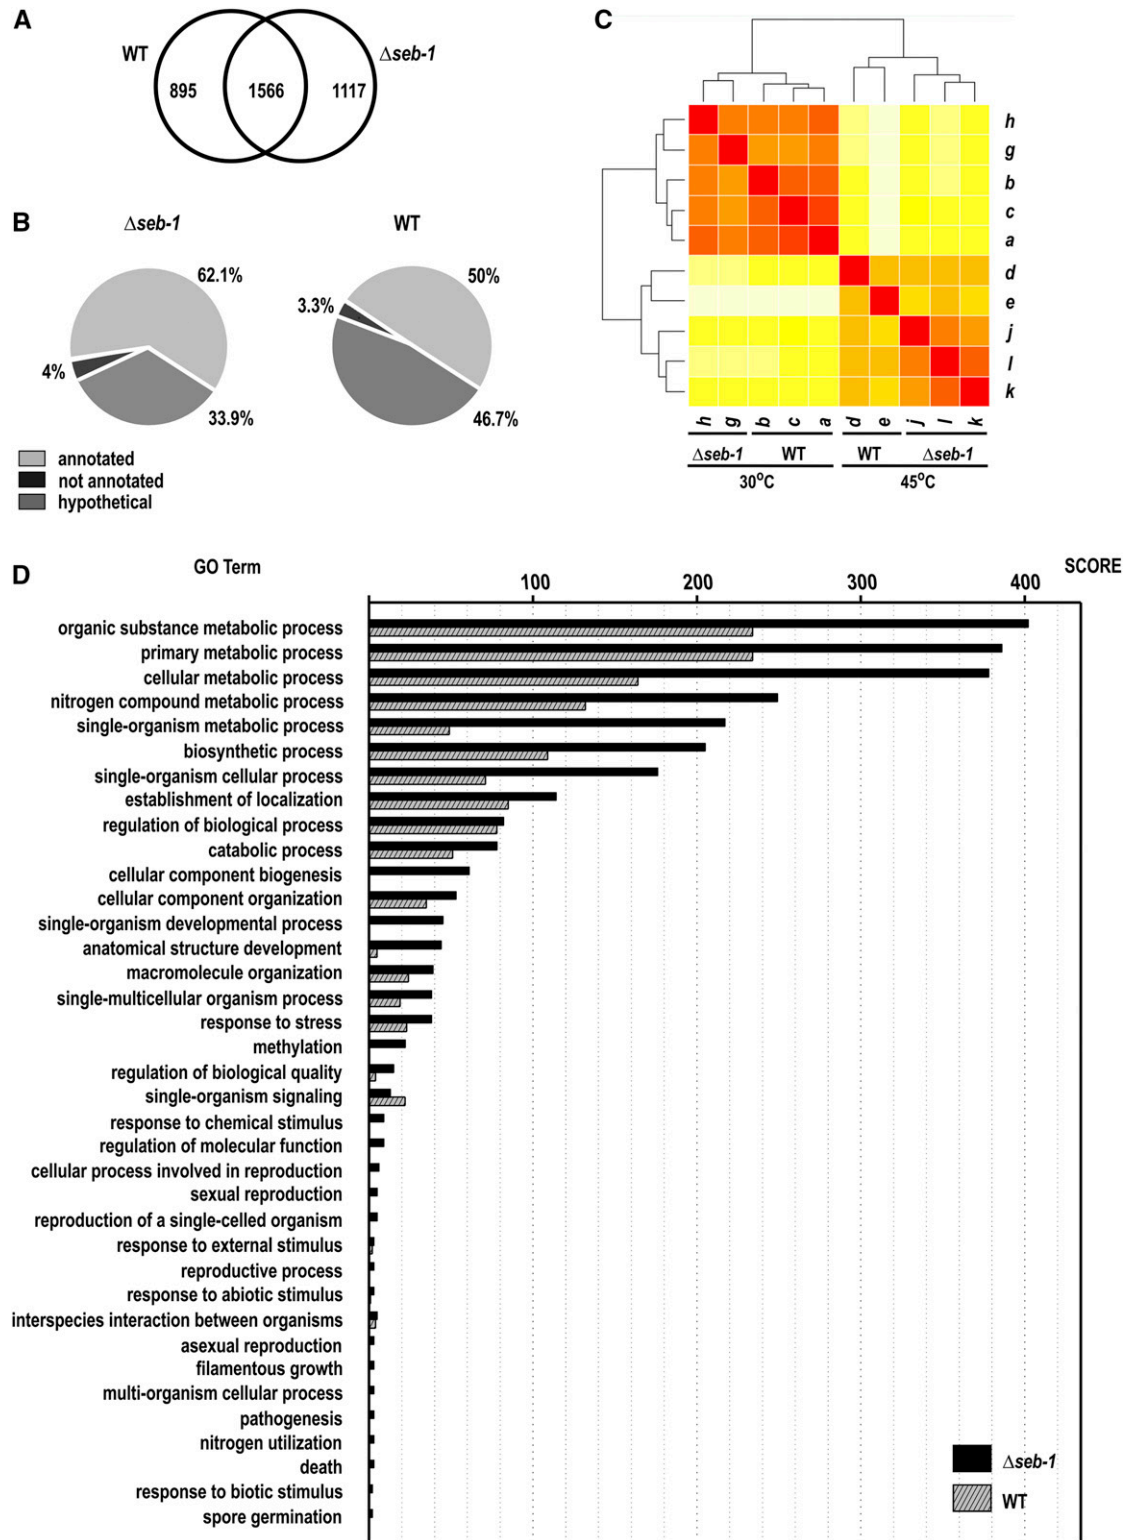 A
WT
Δseb-1
895
1566
1117
B
Δseb-1
WT
62.1%
50%
3.3%
4%
33.9%
46.7%
annotated
not annotated
hypothetical
C
h
g
b
c
a
d
e
j
l
k
h g b c a d e j l k
Δseb-1 WT WT Δseb-1
30°C 45°C
D
GO Term
SCORE
100 200 300 400
organic substance metabolic process
primary metabolic process
cellular metabolic process
nitrogen compound metabolic process
single-organism metabolic process
biosynthetic process
single-organism cellular process
establishment of localization
regulation of biological process
catabolic process
cellular component biogenesis
cellular component organization
single-organism developmental process
anatomical structure development
macromolecule organization
single-multicellular organism process
response to stress
methylation
regulation of biological quality
single-organism signaling
response to chemical stimulus
regulation of molecular function
cellular process involved in reproduction
sexual reproduction
reproduction of a single-celled organism
response to external stimulus
reproductive process
response to abiotic stimulus
interspecies interaction between organisms
asexual reproduction
filamentous growth
multi-organism cellular process
pathogenesis
nitrogen utilization
death
response to biotic stimulus
spore germination
Δseb-1
WT